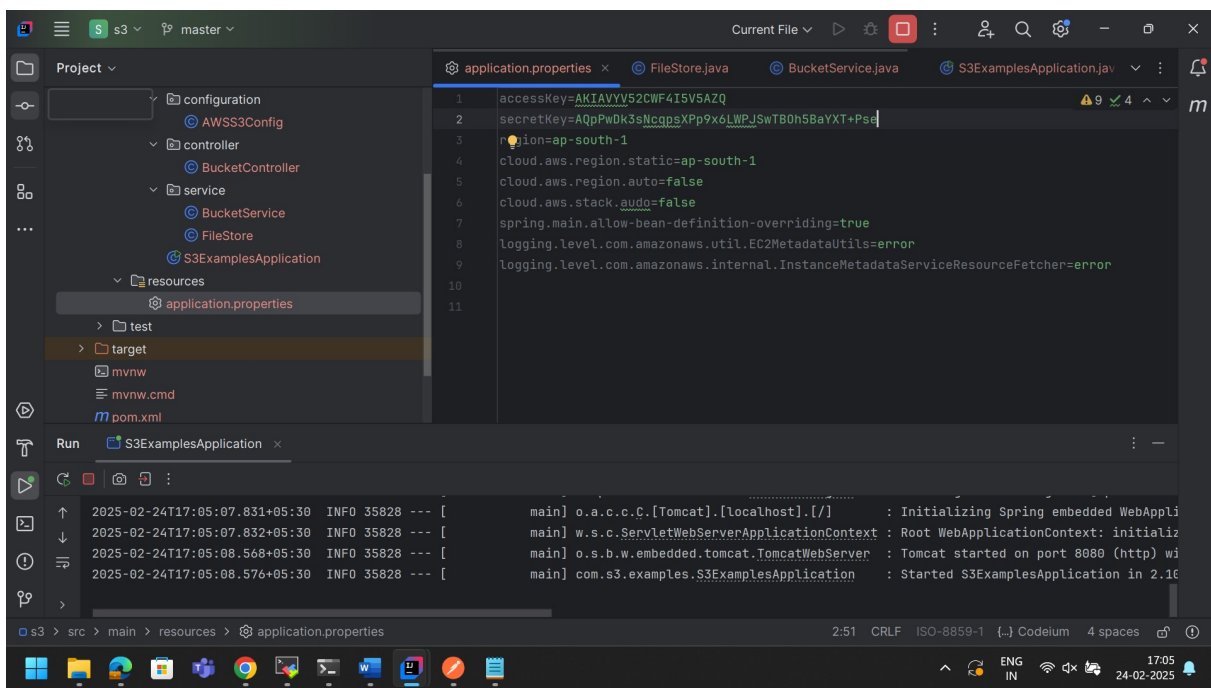 s3
master
Current File
Project
application.properties
FileStore.java
BucketService.java
S3ExamplesApplication.jav
configuration
AWSS3Config
controller
BucketController
service
BucketService
FileStore
S3ExamplesApplication
resources
application.properties
test
target
mvnw
mvnw.cmd
pom.xml
9 4
1 accessKey=AKIAVYV52CWF4I5V5AZQ
2 secretKey=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
3 region=ap-south-1
4 cloud.aws.region.static=ap-south-1
5 cloud.aws.region.auto=false
6 cloud.aws.stack.audo=false
7 spring.main.allow-bean-definition-overriding=true
8 logging.level.com.amazonaws.util.EC2MetadataUtils=error
9 logging.level.com.amazonaws.internal.InstanceMetadataServiceResourceFetcher=error
10
11
Run S3ExamplesApplication
2025-02-24T17:05:07.831+05:30 INFO 35828 --- [ main] o.a.c.c.C.[Tomcat].[localhost].[/] : Initializing Spring embedded WebAppli
2025-02-24T17:05:07.832+05:30 INFO 35828 --- [ main] w.s.c.ServletWebServerApplicationContext : Root WebApplicationContext: initializ
2025-02-24T17:05:08.568+05:30 INFO 35828 --- [ main] o.s.b.w.embedded.tomcat.TomcatWebServer : Tomcat started on port 8080 (http) wi
2025-02-24T17:05:08.576+05:30 INFO 35828 --- [ main] com.s3.examples.S3ExamplesApplication : Started S3ExamplesApplication in 2.10
s3 > src > main > resources > application.properties
2:51 CRLF ISO-8859-1 {...} Codeium 4 spaces
ENG
IN
17:05
24-02-2025